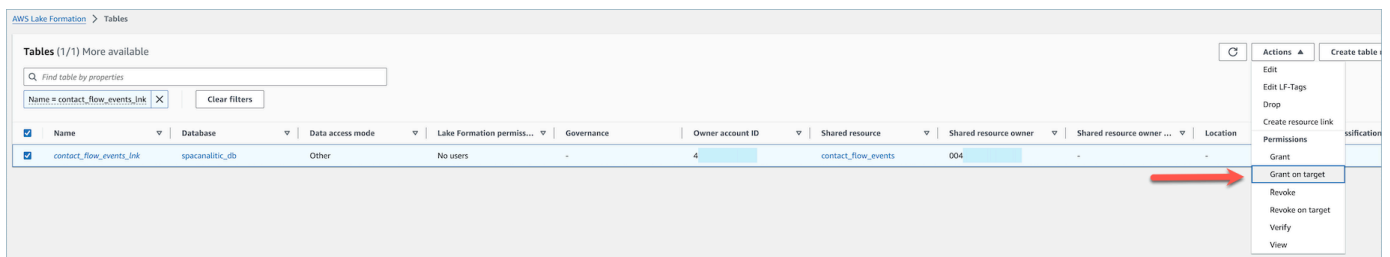 AWS Lake Formation > Tables
Tables (1/1) More available
Actions ▲
Create table
Find table by properties
Name = contact_flow_events_lnk
Clear filters
Name
Database
Data access mode
Lake Formation permiss...
Governance
Owner account ID
Shared resource
Shared resource owner
Shared resource owner ...
Location
contact_flow_events_lnk
spacanalitic_db
Other
No users
-
4
contact_flow_events
004
-
-
Edit
Edit LF-Tags
Drop
Create resource link
Permissions
Grant
Grant on target
Revoke
Revoke on target
Verify
View